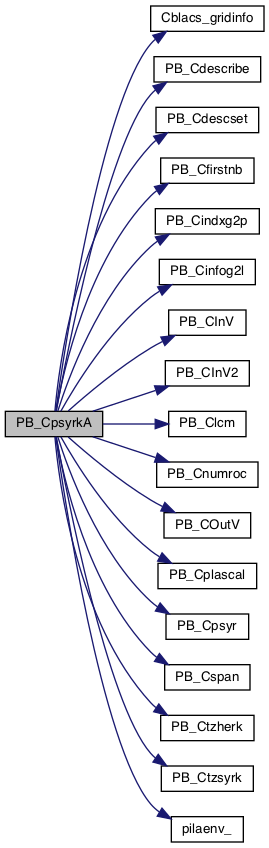 Cblacs_gridinfo
PB_Cdescribe
PB_Cdescset
PB_Cfirstnb
PB_Cindxg2p
PB_Cinfog2l
PB_CInV
PB_CInV2
PB_CpsyrkA
PB_Clcm
PB_Cnumroc
PB_COutV
PB_Cplascal
PB_Cpsyr
PB_Cspan
PB_Ctzherk
PB_Ctzsyrk
pilaenv_